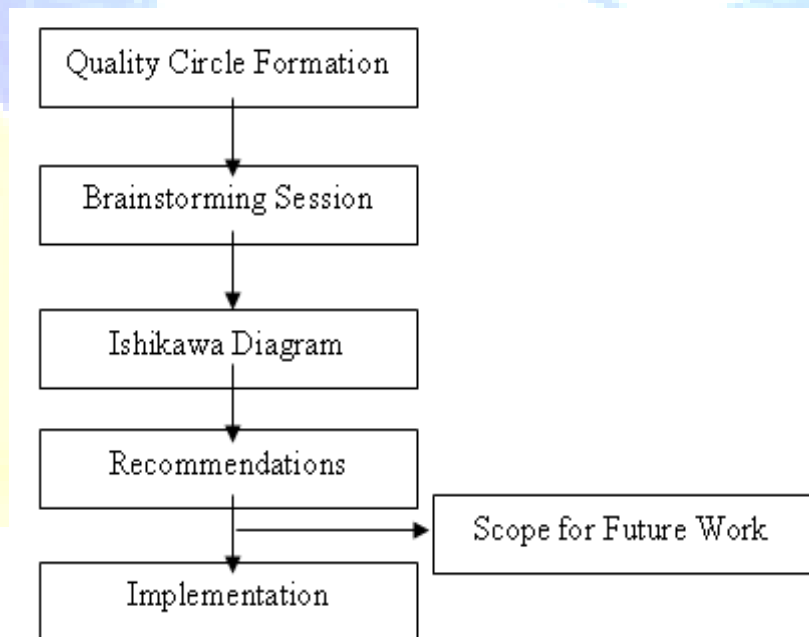 Quality Circle Formation
Brainstorming Session
Ishikawa Diagram
Recommendations
Scope for Future Work
Implementation